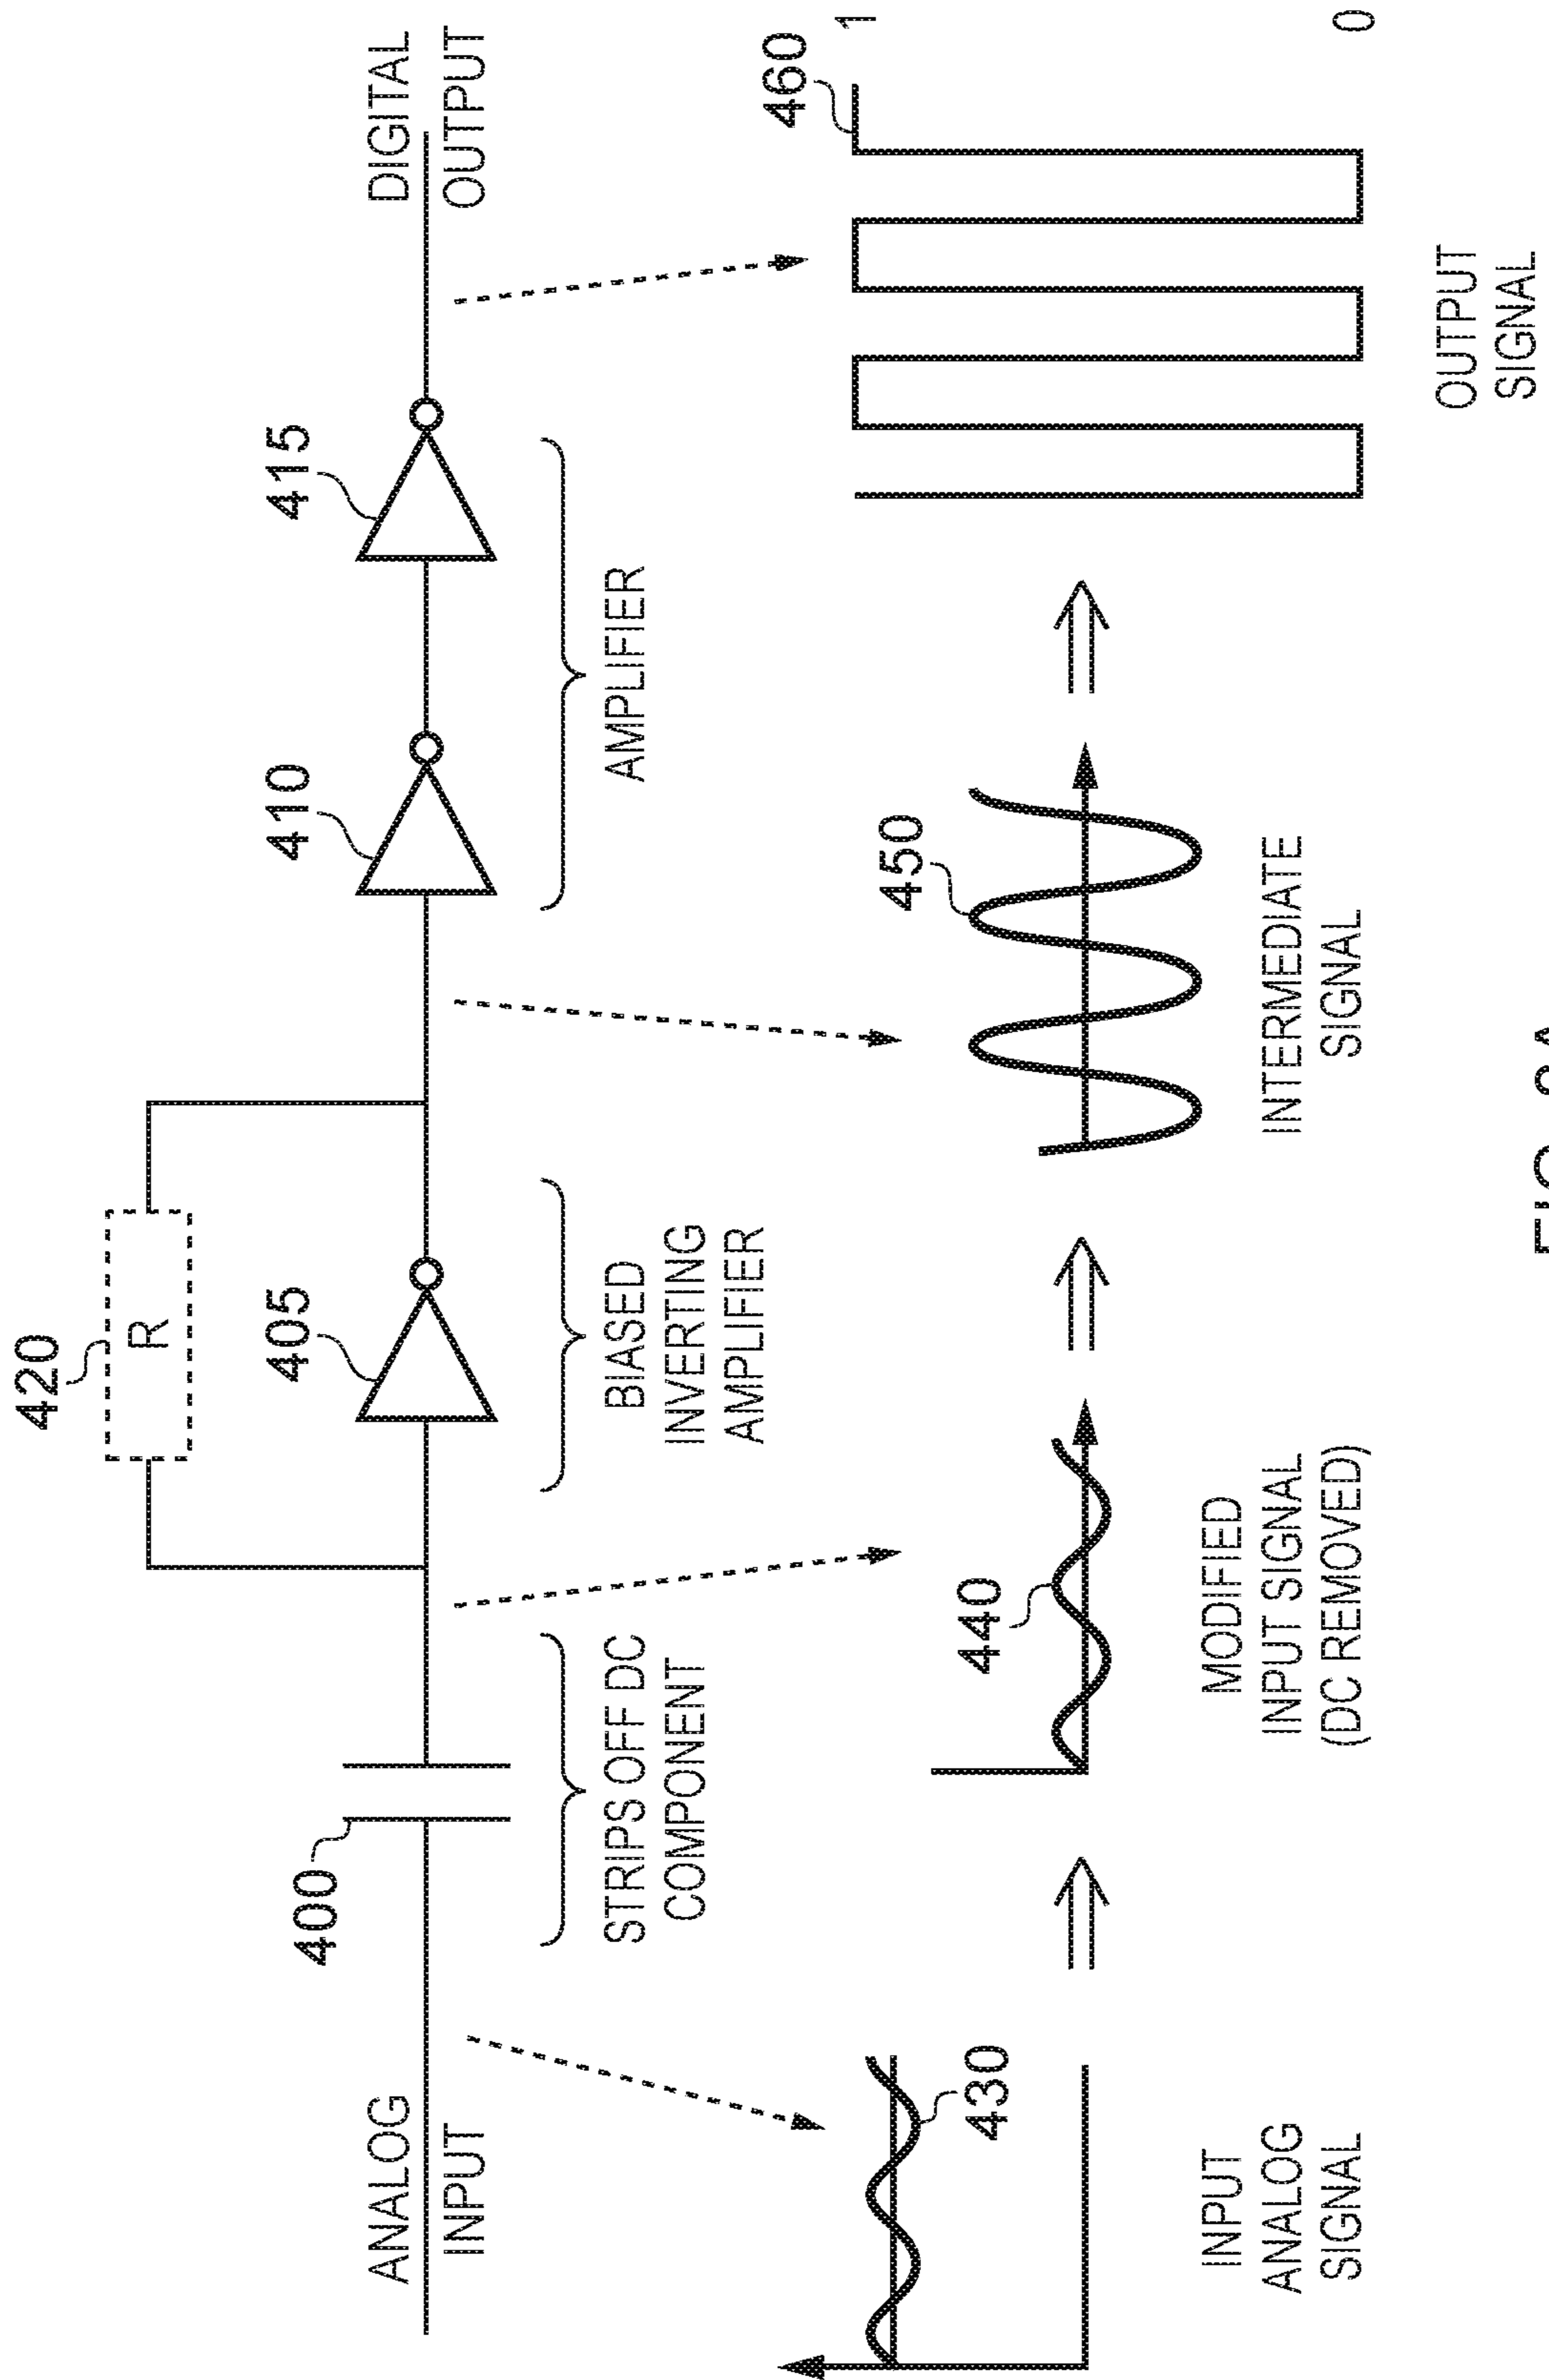 420
R
400
405
410
415
ANALOG
INPUT
DIGITAL
OUTPUT
STRIPS OFF DC
COMPONENT
BIASED
INVERTING
AMPLIFIER
AMPLIFIER
430
440
450
460
1
0
INPUT
ANALOG
SIGNAL
MODIFIED
INPUT SIGNAL
(DC REMOVED)
INTERMEDIATE
SIGNAL
OUTPUT
SIGNAL